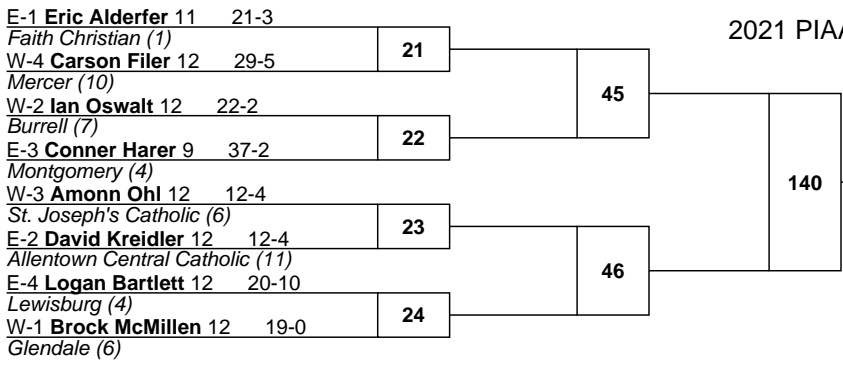 E-1 Eric Alderfer 11 21-3
2021 PIAA
Faith Christian (1)
21
W-4 Carson Filer 12 29-5
Mercer (10)
45
W-2 Ian Oswalt 12 22-2
Burrell (7)
22
E-3 Conner Harer 9 37-2
Montgomery (4)
140
W-3 Amonn Ohl 12 12-4
St. Joseph's Catholic (6)
23
E-2 David Kreidler 12 12-4
Allentown Central Catholic (11)
46
E-4 Logan Bartlett 12 20-10
Lewisburg (4)
24
W-1 Brock McMillen 12 19-0
Glendale (6)